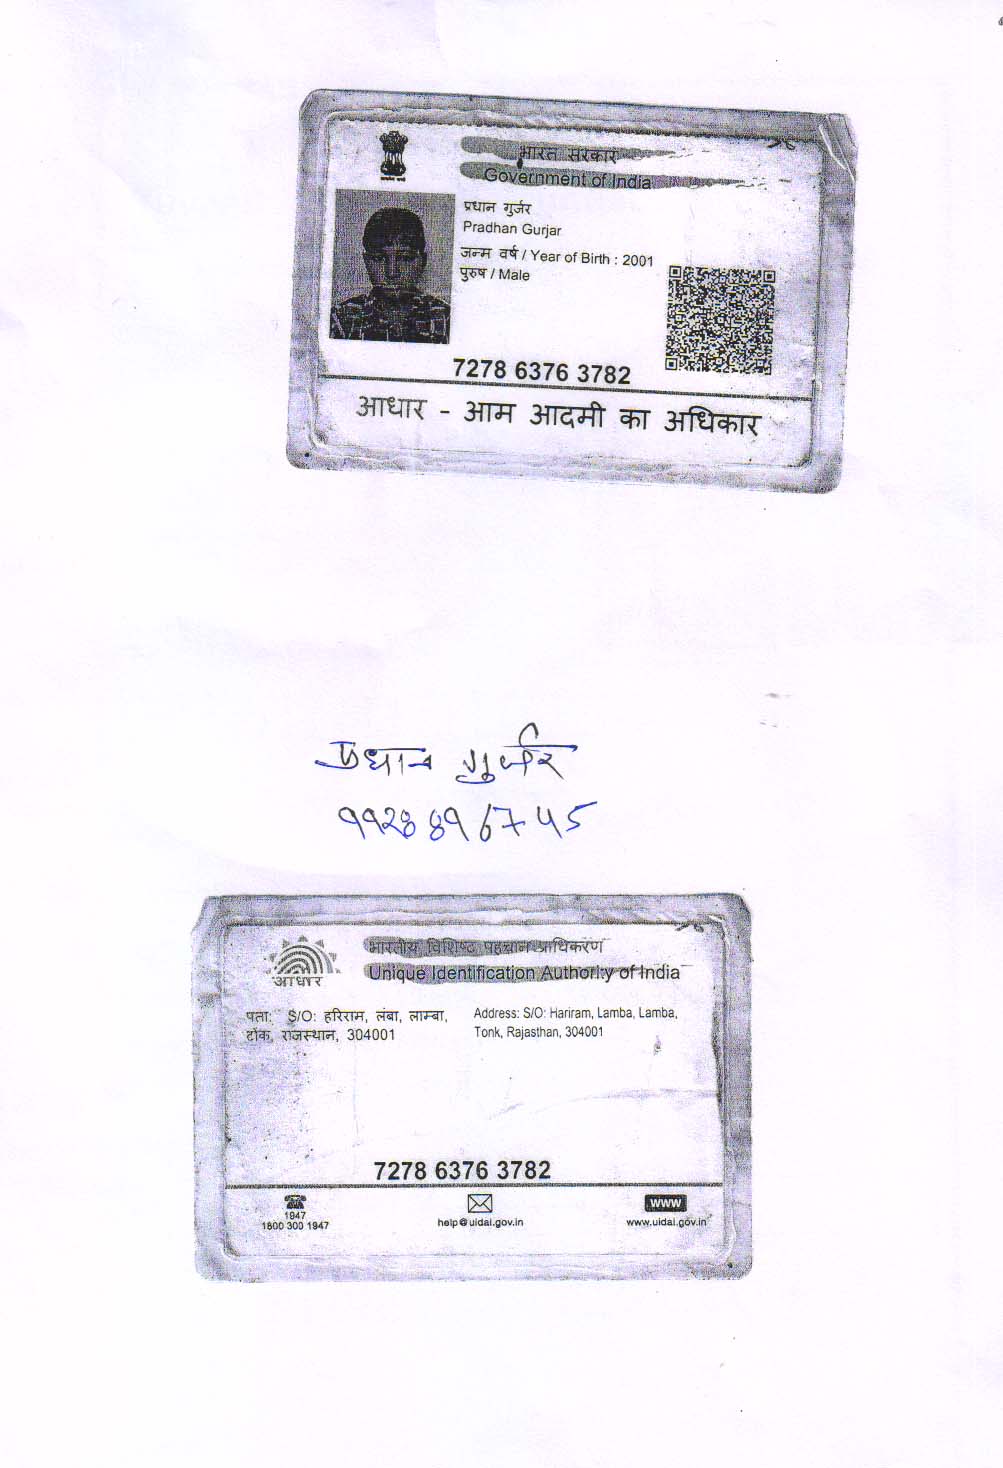 भारत सरकार
Government of India
प्रधान गुर्जर
Pradhan Gurjar
जन्म वर्ष / Year of Birth : 2001
पुरुष / Male
7278 6376 3782
आधार - आम आदमी का अधिकार
प्रधान गुर्जर
भारतीय विशिष्ट पहचान प्राधिकरण
Unique Identification Authority of India
आधार
पता: S/O: हरिराम, लंबा, लाम्बा,
टोंक, राजस्थान, 304001
Address: S/O: Hariram, Lamba, Lamba,
Tonk, Rajasthan, 304001
7278 6376 3782
1947
1800 300 1947
help@uidai.gov.in
www
www.uidai.gov.in